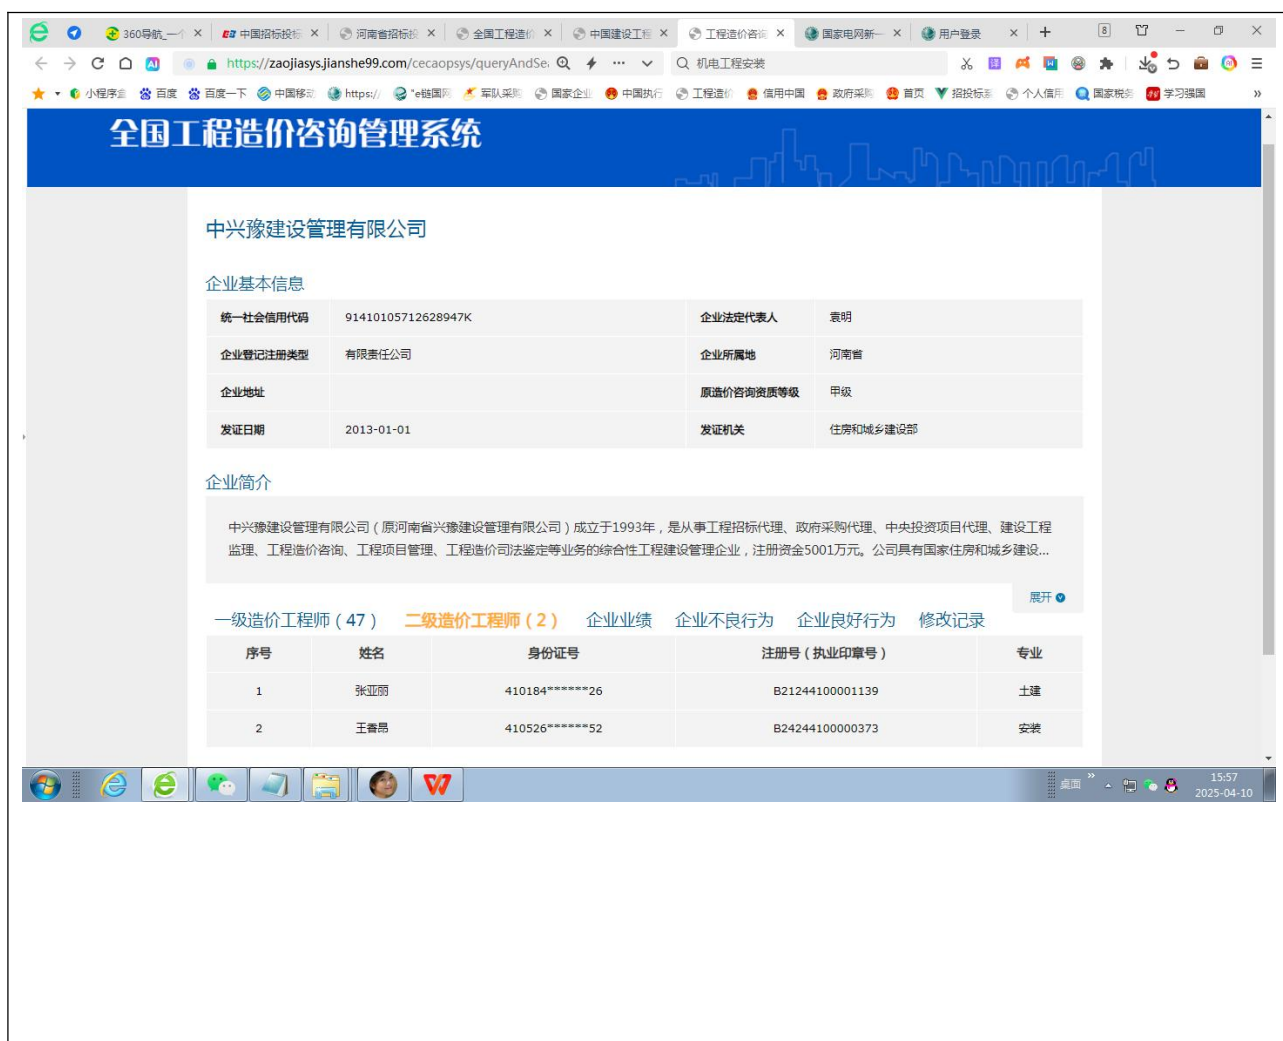 360导航_一个 中国招标投标 河南省招标投 全国工程造价 中国建设工程 工程造价咨询 国家电网新一 用户登录 8
https://zaojiasys.jianshe99.com/cecaopsys/queryAndSe 机电工程安装
小程序盒 百度 百度一下 中国移动 https:// "e链国网 军队采购 国家企业 中国执行 工程造价 信用中国 政府采购 首页 招投标系 个人信用 国家税务 学习强国 »
全国工程造价咨询管理系统
中兴豫建设管理有限公司
企业基本信息
统一社会信用代码 91410105712628947K 企业法定代表人 袁明
企业登记注册类型 有限责任公司 企业所属地 河南省
企业地址 原造价咨询资质等级 甲级
发证日期 2013-01-01 发证机关 住房和城乡建设部
企业简介
中兴豫建设管理有限公司（原河南省兴豫建设管理有限公司）成立于1993年，是从事工程招标代理、政府采购代理、中央投资项目代理、建设工程
监理、工程造价咨询、工程项目管理、工程造价司法鉴定等业务的综合性工程建设管理企业，注册资金5001万元。公司具有国家住房和城乡建设...
展开
一级造价工程师（47） 二级造价工程师（2） 企业业绩 企业不良行为 企业良好行为 修改记录
序号 姓名 身份证号 注册号（执业印章号） 专业
1 张亚丽 410184******26 B21244100001139 土建
2 王香昂 410526******52 B24244100000373 安装
桌面 » 15:57
2025-04-10